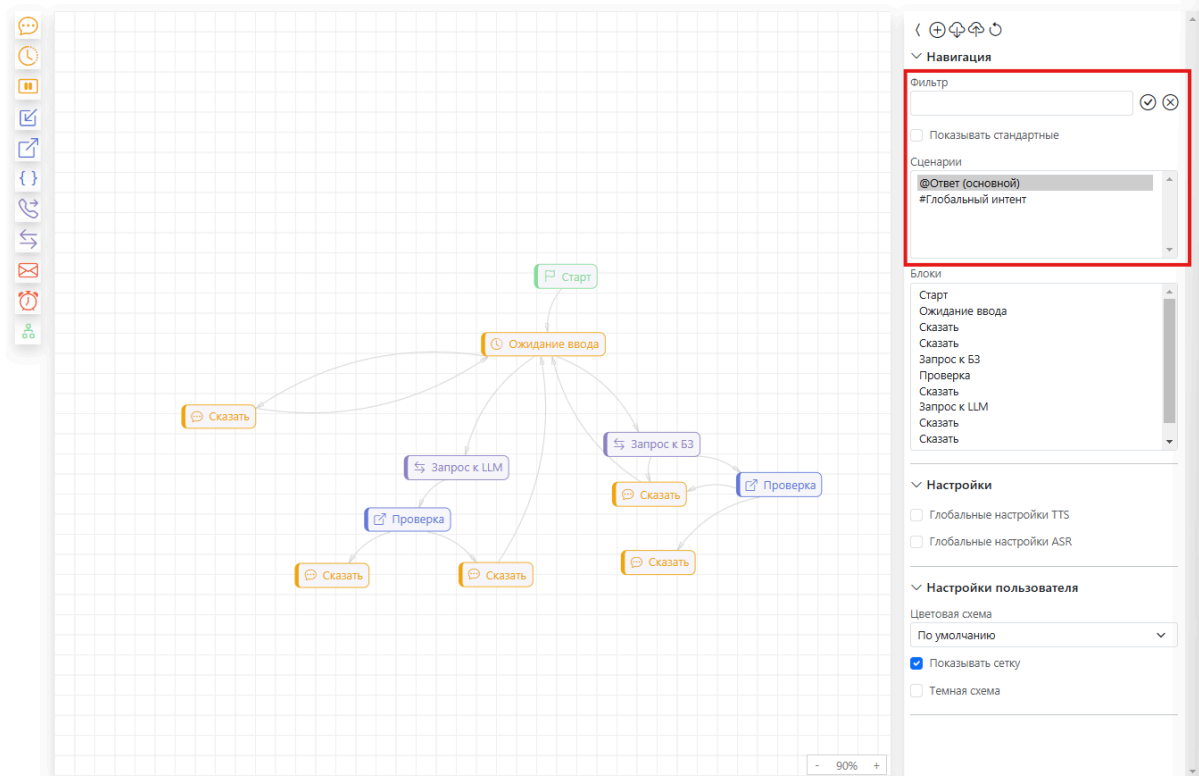 Навигация
Фильтр
Показывать стандартные
Сценарии
@Ответ (основной)
#Глобальный интент
Блоки
Старт
Ожидание ввода
Сказать
Сказать
Запрос к БЗ
Проверка
Сказать
Запрос к LLM
Сказать
Сказать
Настройки
Глобальные настройки TTS
Глобальные настройки ASR
Настройки пользователя
Цветовая схема
По умолчанию
Показывать сетку
Темная схема
Старт
Ожидание ввода
Сказать
Запрос к БЗ
Запрос к LLM
Проверка
Сказать
Проверка
Сказать
Сказать
Сказать
- 90% +